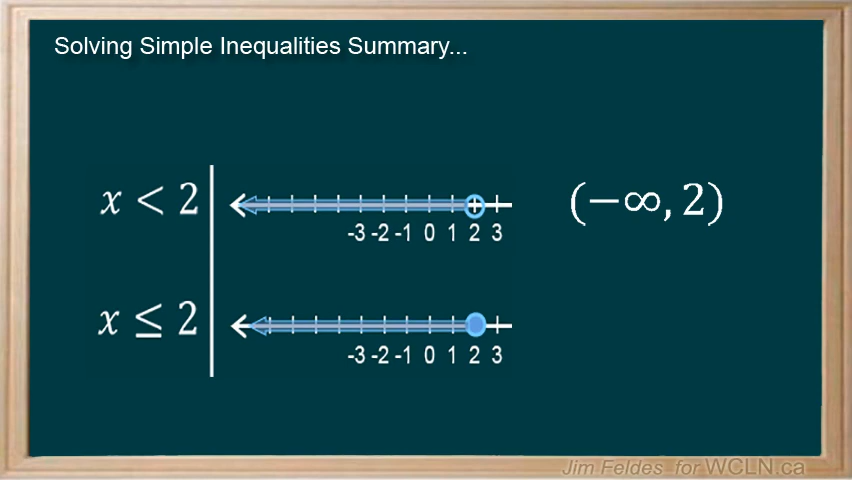 Solving Simple Inequalities Summary...
x < 2
-3 -2 -1 0 1 2 3
(−∞, 2)
x ≤ 2
-3 -2 -1 0 1 2 3
Jim Feldes for WCLN.ca